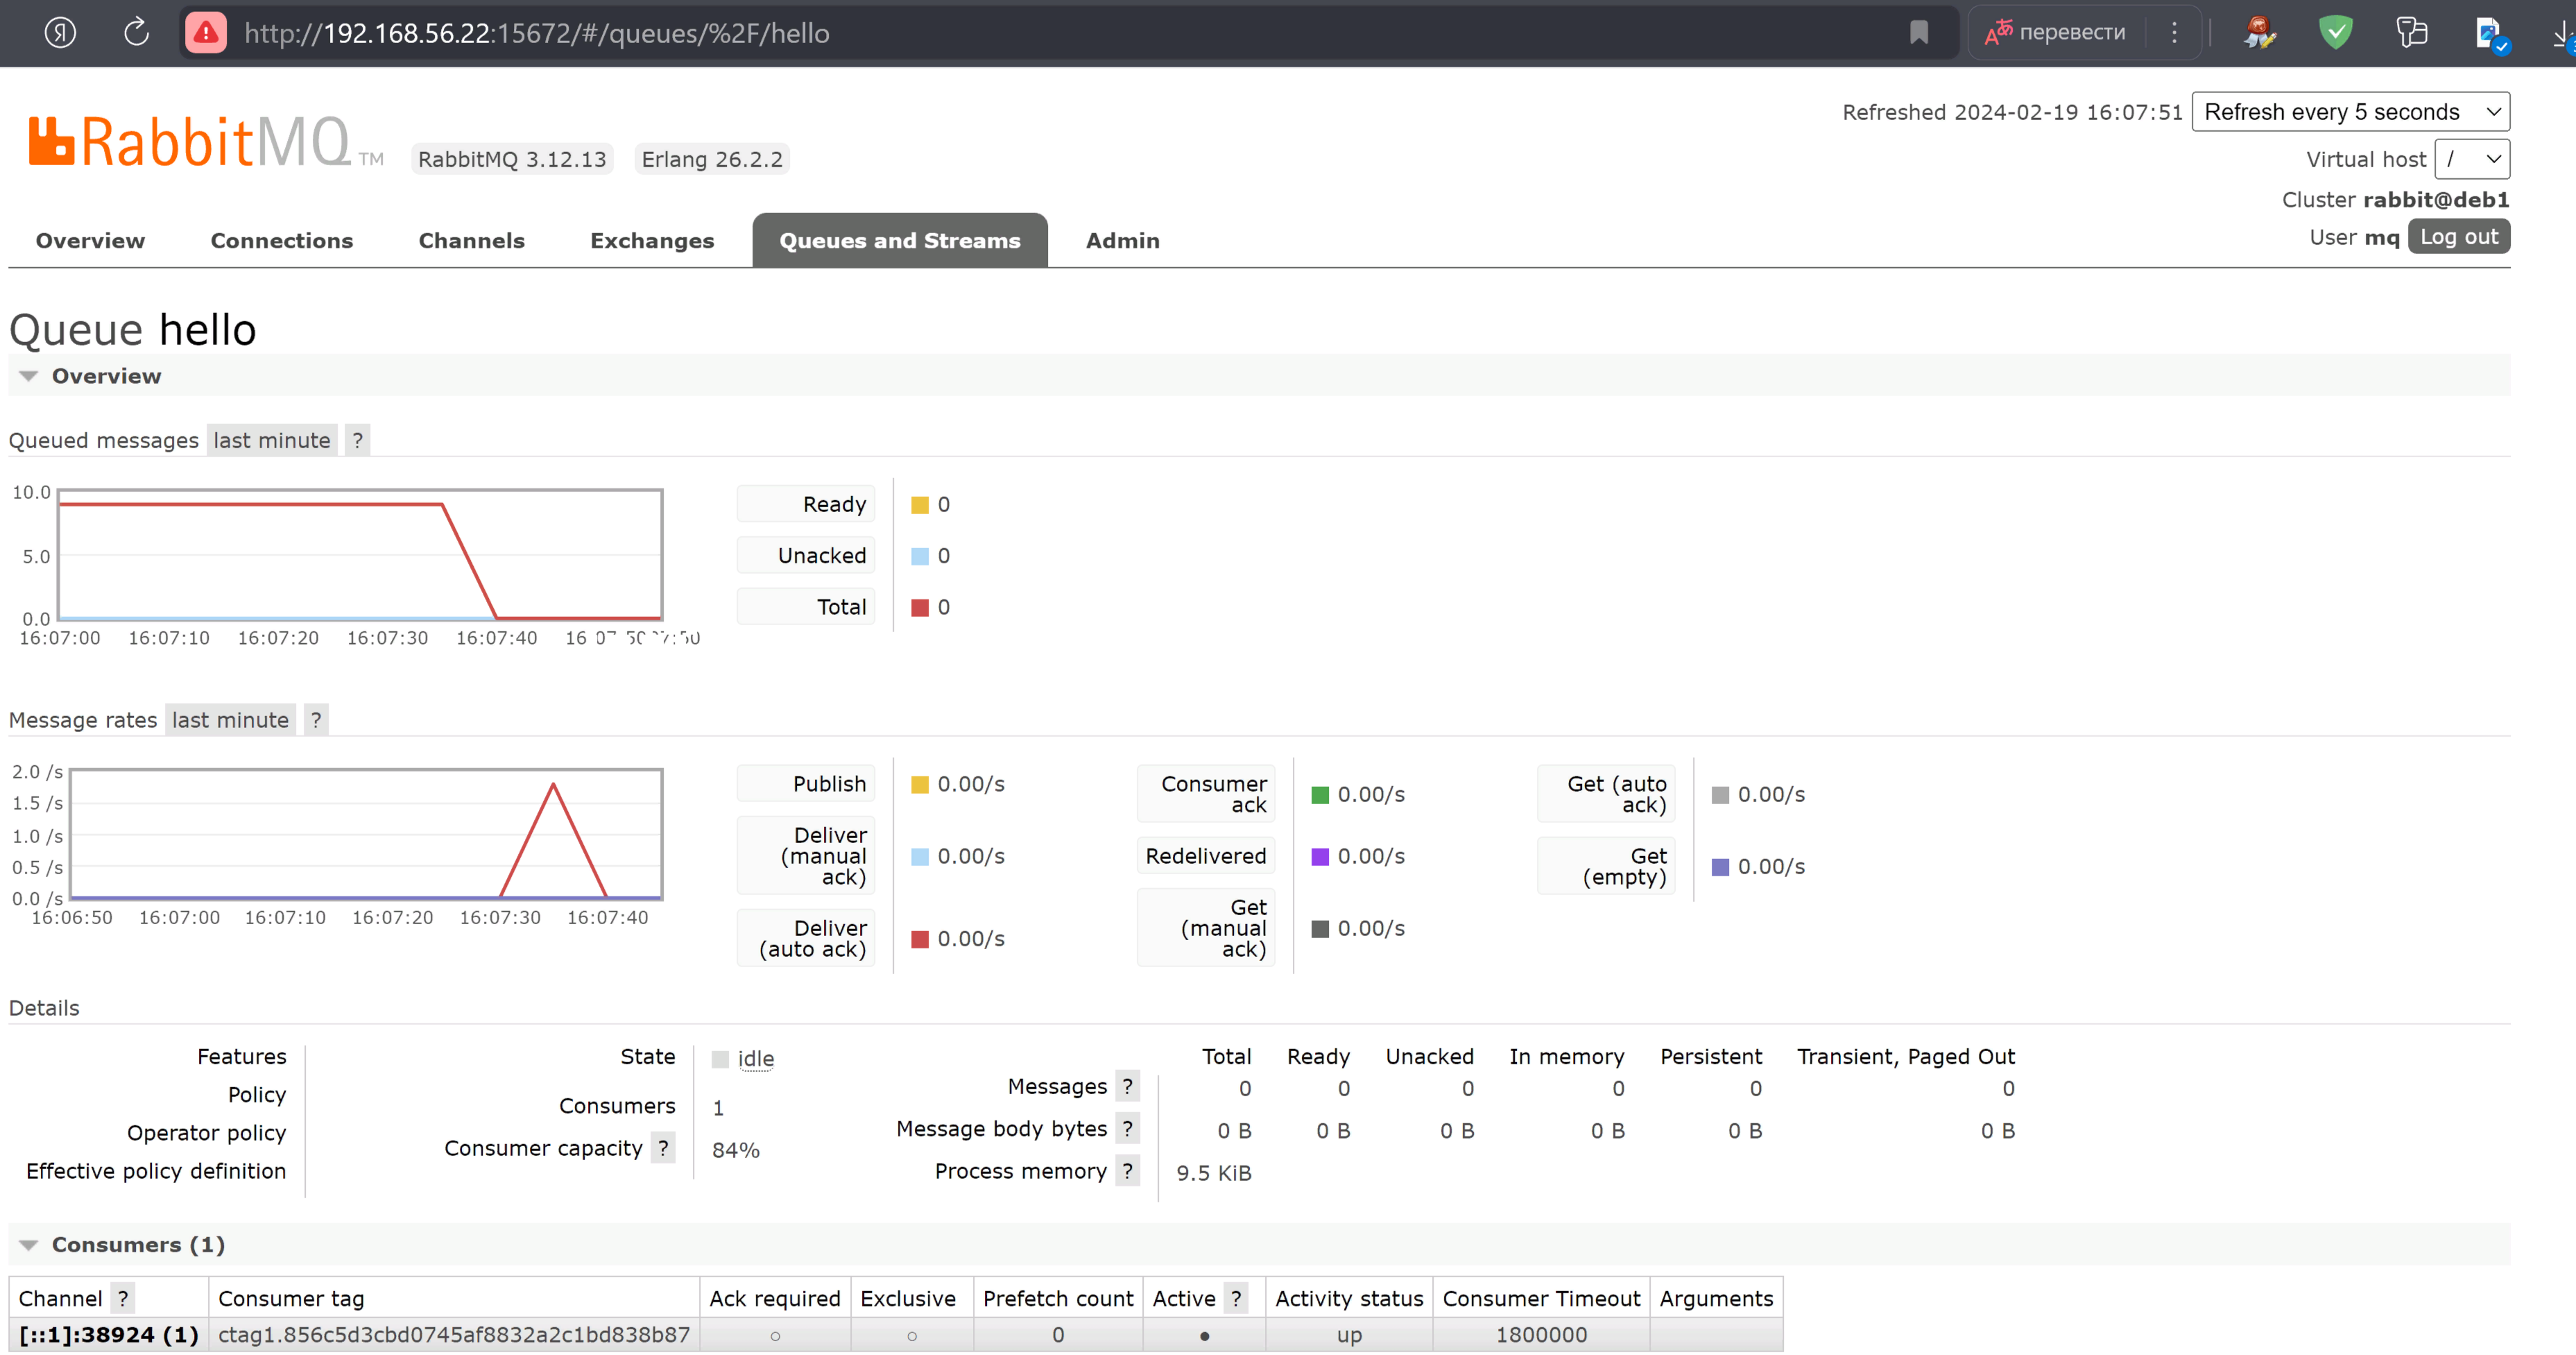 http://192.168.56.22:15672/#/queues/%2F/hello
перевести
Refreshed 2024-02-19 16:07:51 Refresh every 5 seconds
RabbitMQ TM RabbitMQ 3.12.13 Erlang 26.2.2
Virtual host /
Cluster rabbit@deb1
User mq Log out
Overview Connections Channels Exchanges Queues and Streams Admin
Queue hello
Overview
Queued messages last minute ?
10.0
5.0
0.0
16:07:00 16:07:10 16:07:20 16:07:30 16:07:40
Ready 0
Unacked 0
Total 0
Message rates last minute ?
2.0 /s
1.5 /s
1.0 /s
0.5 /s
0.0 /s
16:06:50 16:07:00 16:07:10 16:07:20 16:07:30 16:07:40
Publish 0.00/s
Deliver
(manual
ack) 0.00/s
Deliver
(auto ack) 0.00/s
Consumer
ack 0.00/s
Redelivered 0.00/s
Get
(manual
ack) 0.00/s
Get (auto
ack) 0.00/s
Get
(empty) 0.00/s
Details
Features
Policy
Operator policy
Effective policy definition
State idle
Consumers 1
Consumer capacity ? 84%
Total Ready Unacked In memory Persistent Transient, Paged Out
Messages ? 0 0 0 0 0 0
Message body bytes ? 0 B 0 B 0 B 0 B 0 B 0 B
Process memory ? 9.5 KiB
Consumers (1)
Channel ? Consumer tag Ack required Exclusive Prefetch count Active ? Activity status Consumer Timeout Arguments
[::1]:38924 (1) ctag1.856c5d3cbd0745af8832a2c1bd838b87 ○ ○ 0 ● up 1800000